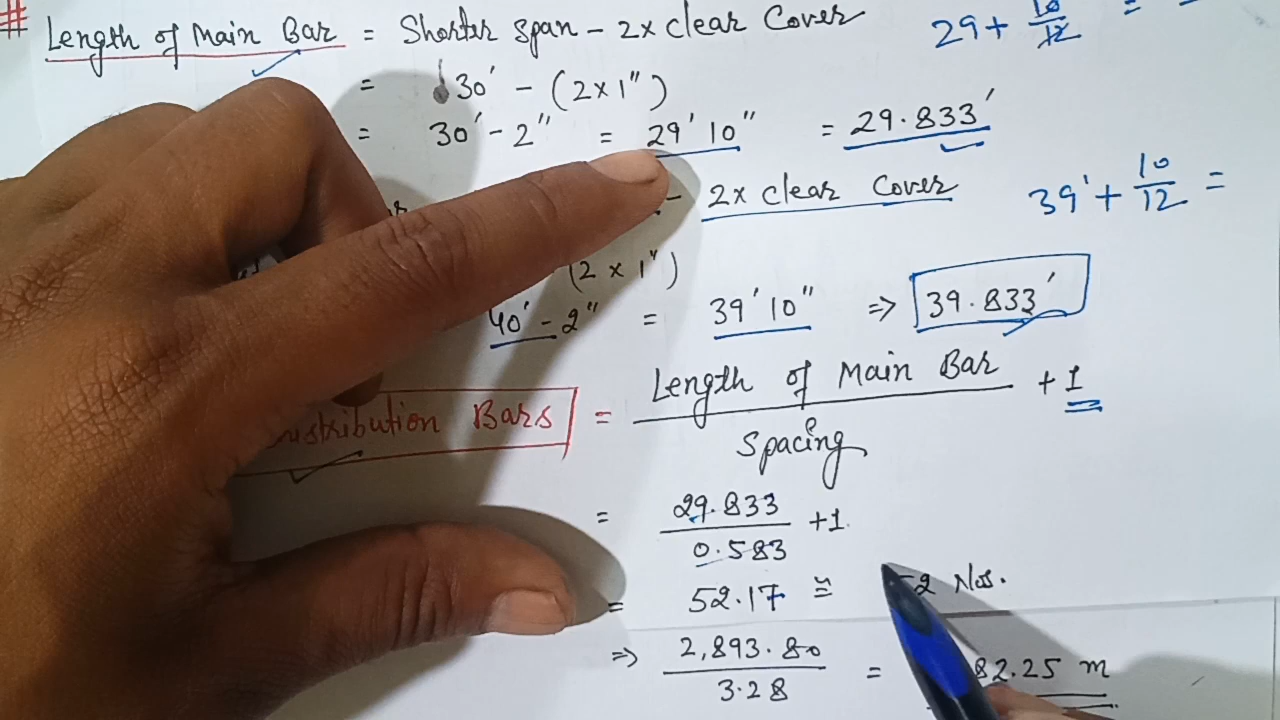 # Length of Main Bar = Shorter Span - 2x clear Cover 29 + 10/12 =
= 30' - (2x1")
= 30' - 2" = 29' 10" = 29.833'
- 2x clear Cover 39' + 10/12 =
(2 x 1")
40' - 2" = 39' 10" => 39.833'
Distribution Bars = Length of Main Bar / Spacing + 1
= 29.833 / 0.583 + 1
= 52.17 ≅ 52 Nos.
=> 2,893.80 / 3.28 = 82.25 m